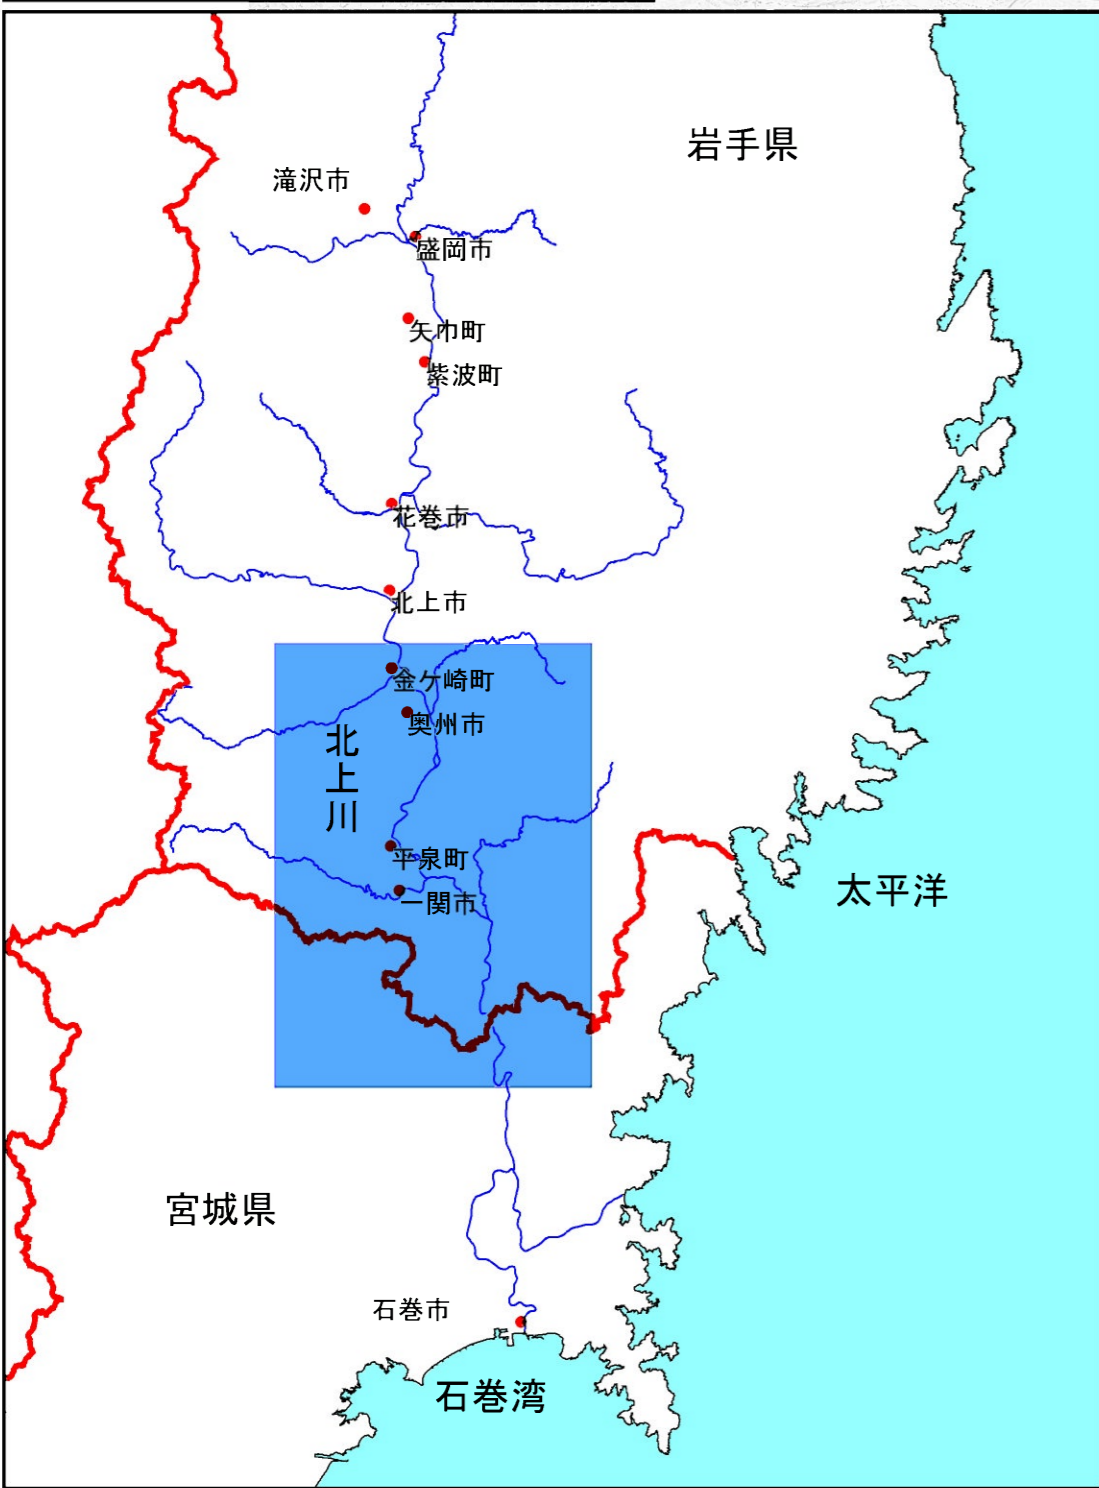 岩手県
滝沢市
盛岡市
矢巾町
紫波町
花巻市
北上市
金ケ崎町
奥州市
北上川
平泉町
一関市
太平洋
宮城県
石巻市
石巻湾